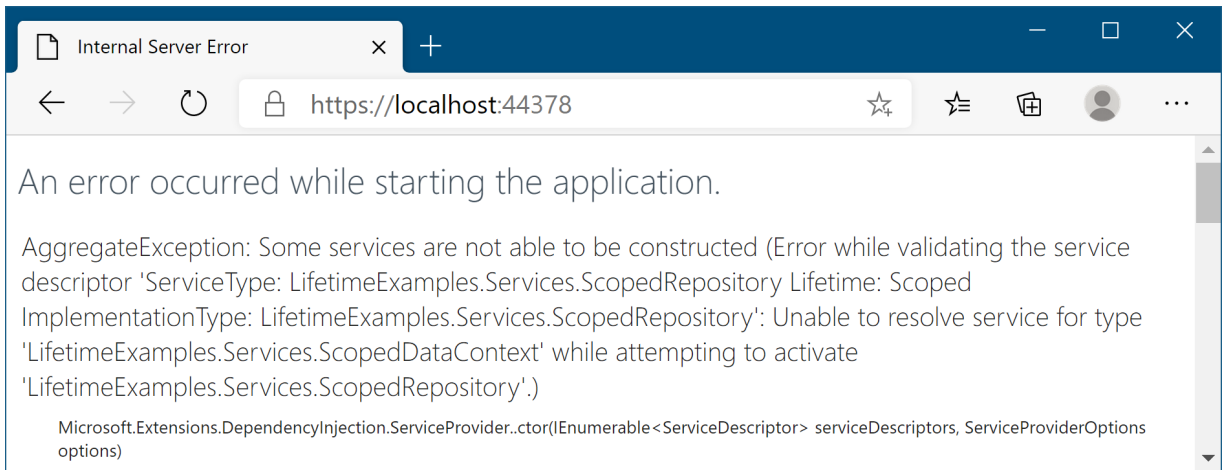 Internal Server Error
https://localhost:44378
An error occurred while starting the application.
AggregateException: Some services are not able to be constructed (Error while validating the service
descriptor 'ServiceType: LifetimeExamples.Services.ScopedRepository Lifetime: Scoped
ImplementationType: LifetimeExamples.Services.ScopedRepository': Unable to resolve service for type
'LifetimeExamples.Services.ScopedDataContext' while attempting to activate
'LifetimeExamples.Services.ScopedRepository'.)
Microsoft.Extensions.DependencyInjection.ServiceProvider..ctor(IEnumerable<ServiceDescriptor> serviceDescriptors, ServiceProviderOptions
options)